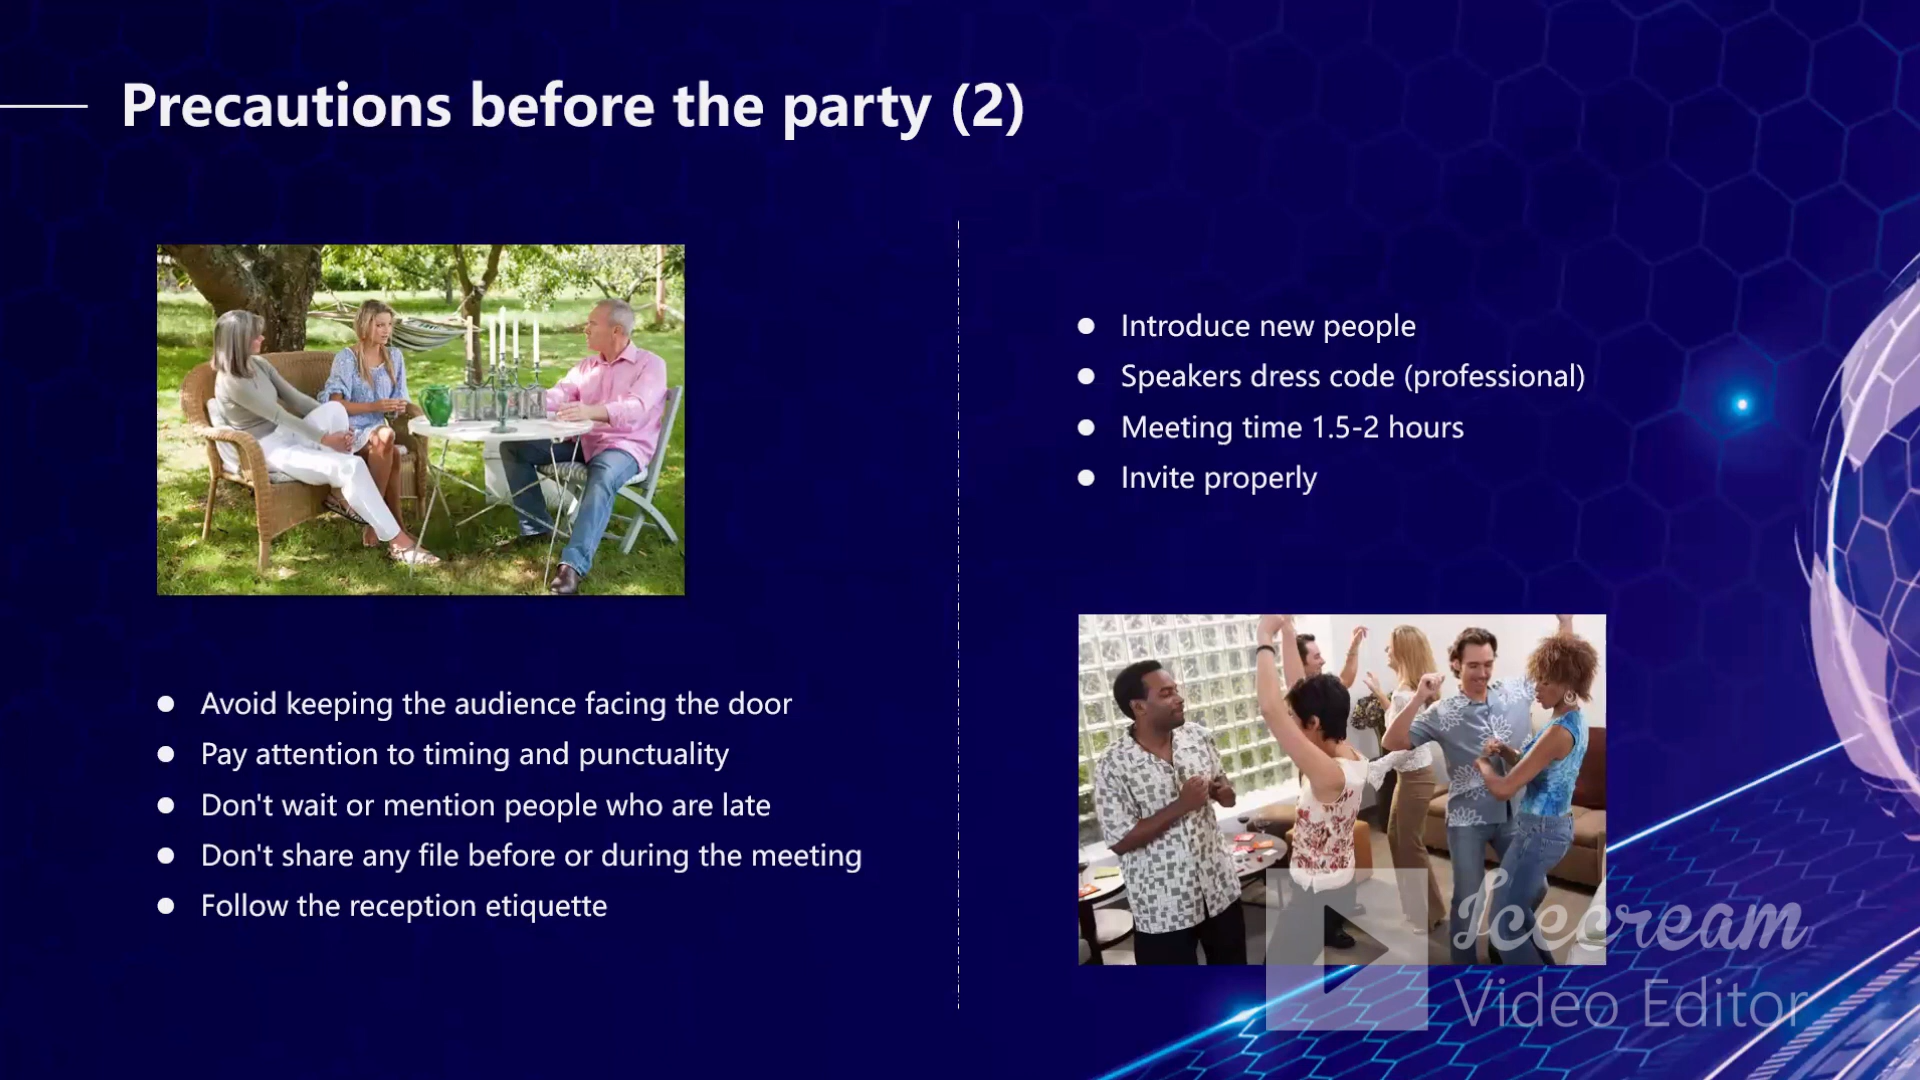 Precautions before the party (2)
Avoid keeping the audience facing the door
Pay attention to timing and punctuality
Don't wait or mention people who are late
Don't share any file before or during the meeting
Follow the reception etiquette
Introduce new people
Speakers dress code (professional)
Meeting time 1.5-2 hours
Invite properly
Icecream
Video Editor